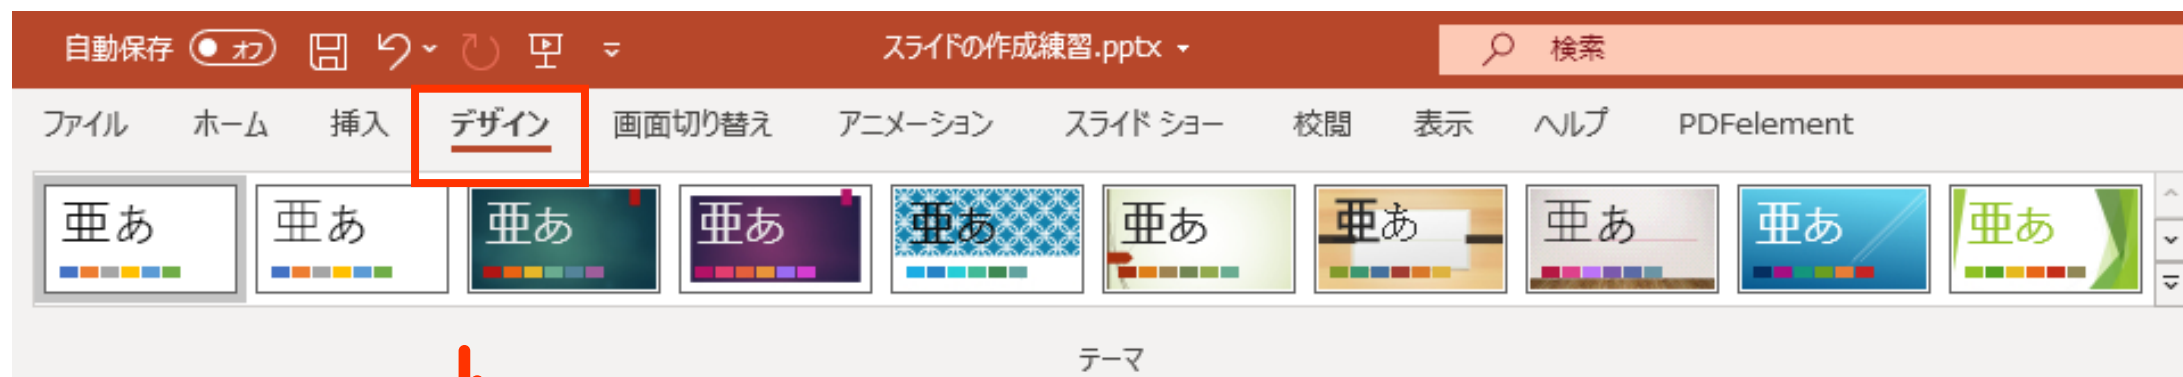 自動保存 オフ スライドの作成練習.pptx 検索
ファイル ホーム 挿入 デザイン 画面切り替え アニメーション スライド ショー 校閲 表示 ヘルプ PDFelement
亜あ 亜あ 亜あ 亜あ 亜あ 亜あ 亜あ 亜あ 亜あ 亜あ
テーマ